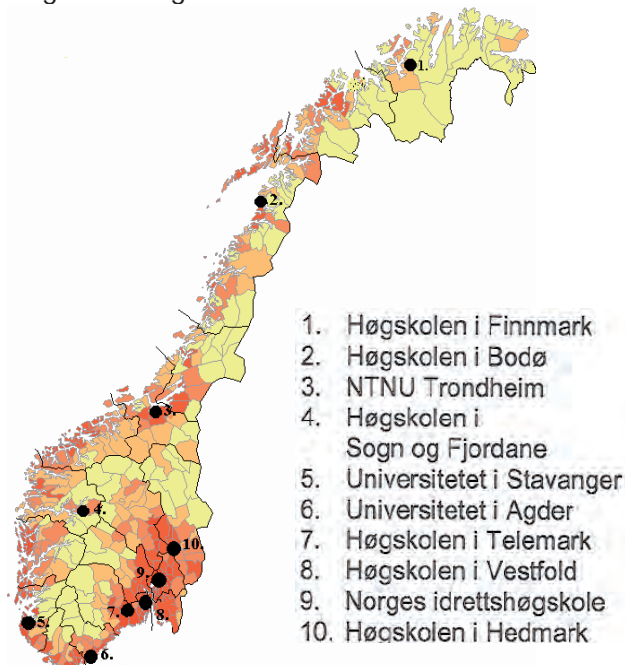 1.
2.
3.
4.
5.
6.
7.
8.
9.
10.
1. Høgskolen i Finnmark
2. Høgskolen i Bodø
3. NTNU Trondheim
4. Høgskolen i
Sogn og Fjordane
5. Universitetet i Stavanger
6. Universitetet i Agder
7. Høgskolen i Telemark
8. Høgskolen i Vestfold
9. Norges idrettshøgskole
10. Høgskolen i Hedmark